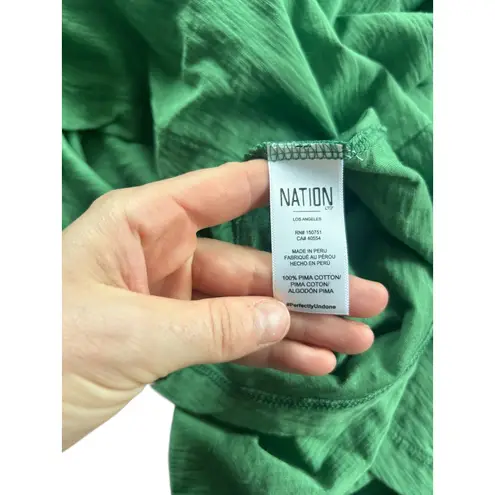 NATION
LTD
LOS ANGELES
RN# 150751
CA# 40554
MADE IN PERU
FABRIQUÉ AU PÉROU
HECHO EN PERÚ
100% PIMA COTTON/
PIMA COTTON/
ALGODÓN PIMA
#PerfectlyUndone